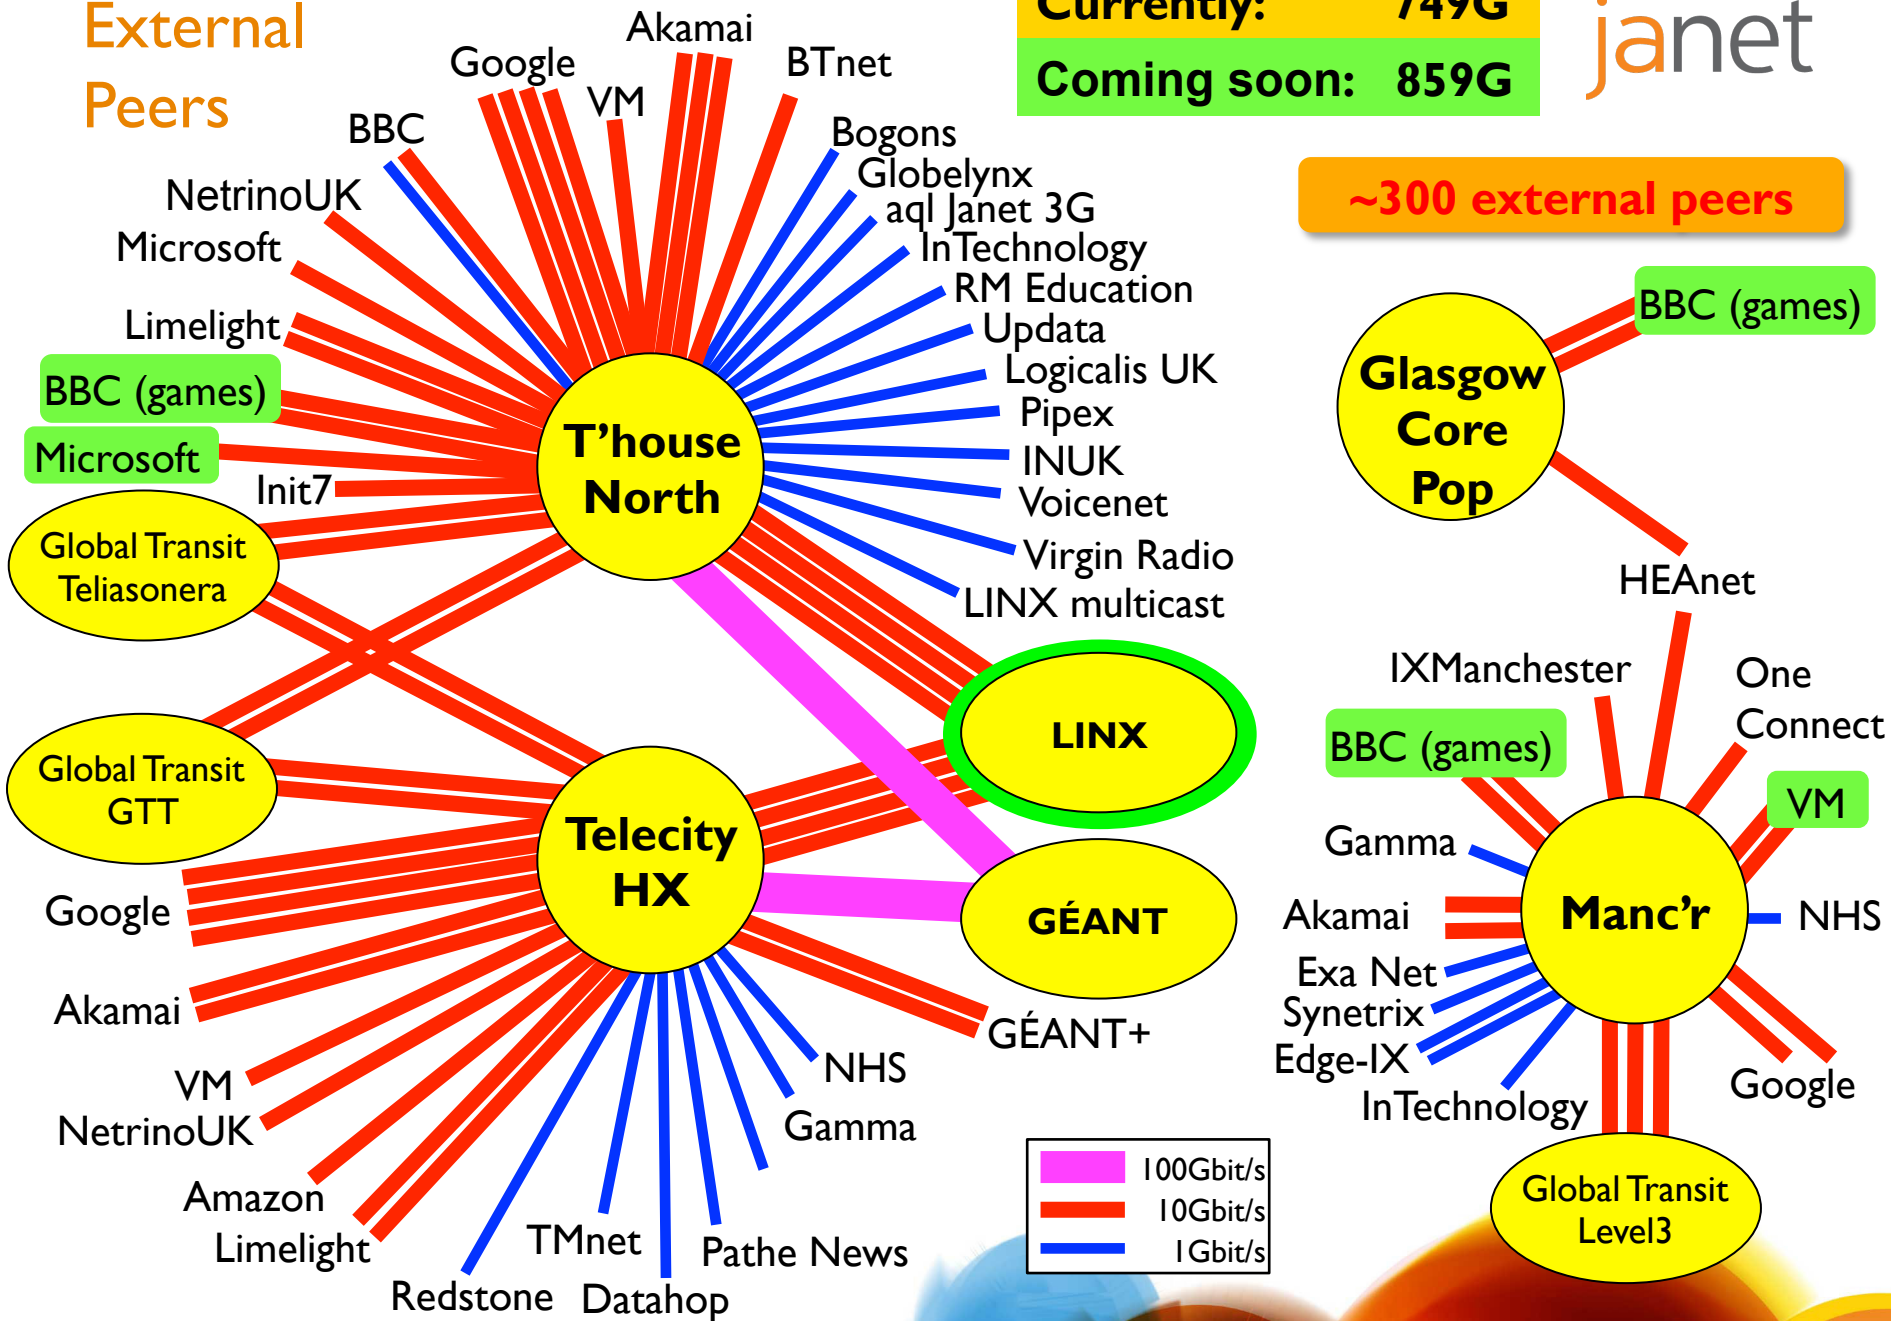 External
Peers
Currently: 749G
Coming soon: 859G
janet
~300 external peers
Akamai
Google
BTnet
VM
BBC
Bogons
NetrinoUK
Globelynx
aql Janet 3G
Microsoft
InTechnology
RM Education
Limelight
Updata
Logicalis UK
BBC (games)
Pipex
Microsoft
INUK
Init7
Voicenet
Virgin Radio
LINX multicast
T'house
North
Global Transit
Teliasonera
BBC (games)
Glasgow
Core
Pop
HEAnet
LINX
Global Transit
GTT
Telecity
HX
GÉANT
Google
Akamai
GÉANT+
VM
NetrinoUK
Amazon
Limelight
Redstone
TMnet
Datahop
Pathe News
Gamma
NHS
100Gbit/s
10Gbit/s
1Gbit/s
IXManchester
One
Connect
BBC (games)
VM
Gamma
Manc'r
Akamai
NHS
Exa Net
Synetrix
Edge-IX
InTechnology
Google
Global Transit
Level3